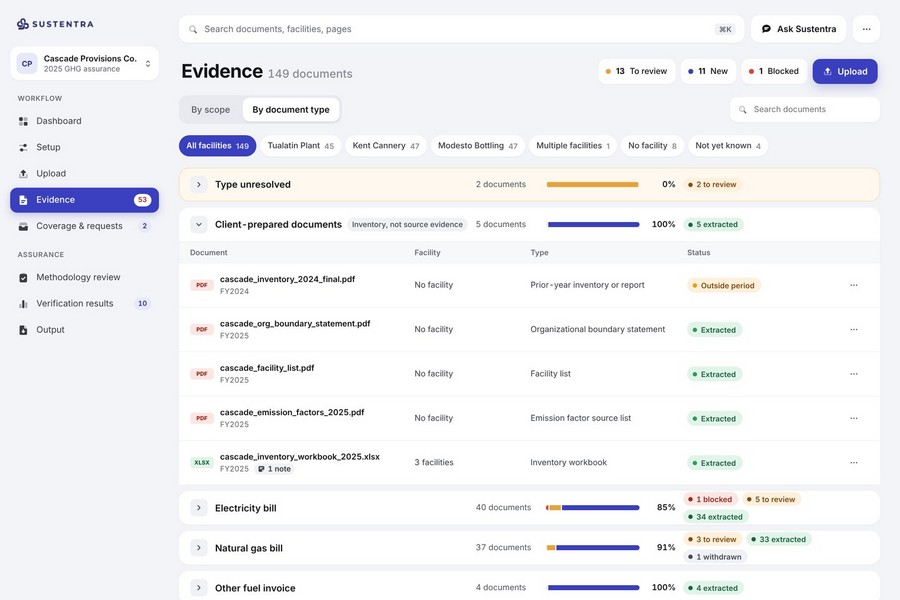 SUSTENTRA
CP
Cascade Provisions Co.
2025 GHG assurance
WORKFLOW
Dashboard
Setup
Upload
Evidence 53
Coverage & requests 2
ASSURANCE
Methodology review
Verification results 10
Output
Search documents, facilities, pages ⌘K
Ask Sustentra
...
Evidence 149 documents
13 To review
11 New
1 Blocked
Upload
By scope
By document type
Search documents
All facilities 149
Tualatin Plant 45
Kent Cannery 47
Modesto Bottling 47
Multiple facilities 1
No facility 8
Not yet known 4
Type unresolved 2 documents 0% 2 to review
Client-prepared documents Inventory, not source evidence 5 documents 100% 5 extracted
Document Facility Type Status
PDF cascade_inventory_2024_final.pdf No facility Prior-year inventory or report Outside period ...
FY2024
PDF cascade_org_boundary_statement.pdf No facility Organizational boundary statement Extracted ...
FY2025
PDF cascade_facility_list.pdf No facility Facility list Extracted ...
FY2025
PDF cascade_emission_factors_2025.pdf No facility Emission factor source list Extracted ...
FY2025
XLSX cascade_inventory_workbook_2025.xlsx 3 facilities Inventory workbook Extracted ...
FY2025 1 note
Electricity bill 40 documents 85% 1 blocked 5 to review
34 extracted
Natural gas bill 37 documents 91% 3 to review 33 extracted
1 withdrawn
Other fuel invoice 4 documents 100% 4 extracted